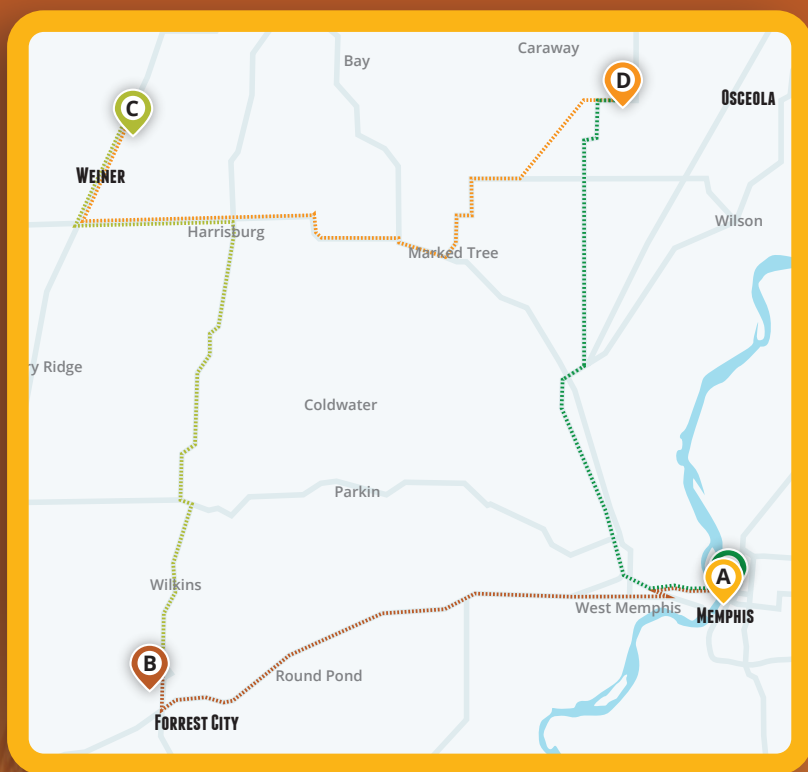 Caraway
Bay
D
Osceola
C
Weiner
Wilson
Harrisburg
Marked Tree
ry Ridge
Coldwater
Parkin
A
Wilkins
West Memphis
Memphis
B
Round Pond
Forrest City